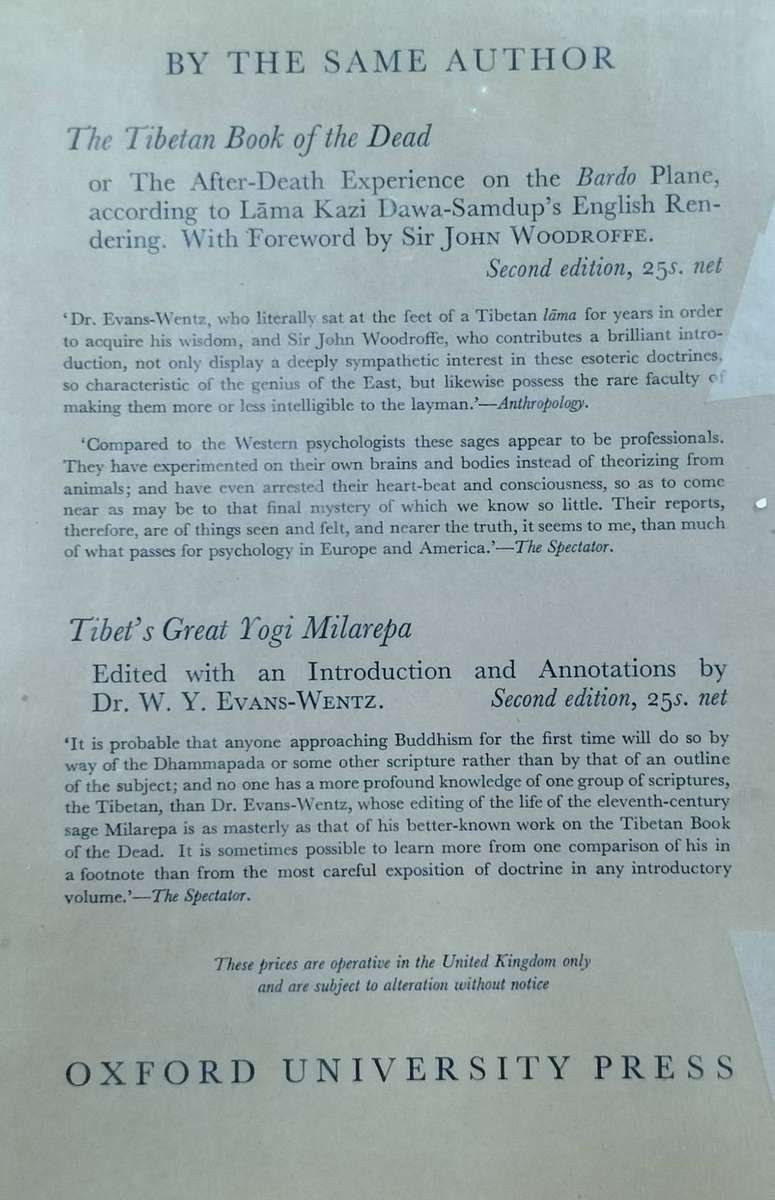 BY THE SAME AUTHOR
The Tibetan Book of the Dead
or The After-Death Experience on the Bardo Plane,
according to Lāma Kazi Dawa-Samdup's English Ren-
dering. With Foreword by Sir JOHN WOODROFFE.
Second edition, 25s. net
‘Dr. Evans-Wentz, who literally sat at the feet of a Tibetan lāma for years in order
to acquire his wisdom, and Sir John Woodroffe, who contributes a brilliant intro-
duction, not only display a deeply sympathetic interest in these esoteric doctrines,
so characteristic of the genius of the East, but likewise possess the rare faculty of
making them more or less intelligible to the layman.’—Anthropology.
‘Compared to the Western psychologists these sages appear to be professionals.
They have experimented on their own brains and bodies instead of theorizing from
animals; and have even arrested their heart-beat and consciousness, so as to come
near as may be to that final mystery of which we know so little. Their reports,
therefore, are of things seen and felt, and nearer the truth, it seems to me, than much
of what passes for psychology in Europe and America.’—The Spectator.
Tibet's Great Yogi Milarepa
Edited with an Introduction and Annotations by
Dr. W. Y. EVANS-WENTZ. Second edition, 25s. net
‘It is probable that anyone approaching Buddhism for the first time will do so by
way of the Dhammapada or some other scripture rather than by that of an outline
of the subject; and no one has a more profound knowledge of one group of scriptures,
the Tibetan, than Dr. Evans-Wentz, whose editing of the life of the eleventh-century
sage Milarepa is as masterly as that of his better-known work on the Tibetan Book
of the Dead. It is sometimes possible to learn more from one comparison of his in
a footnote than from the most careful exposition of doctrine in any introductory
volume.’—The Spectator.
These prices are operative in the United Kingdom only
and are subject to alteration without notice
OXFORD UNIVERSITY PRESS